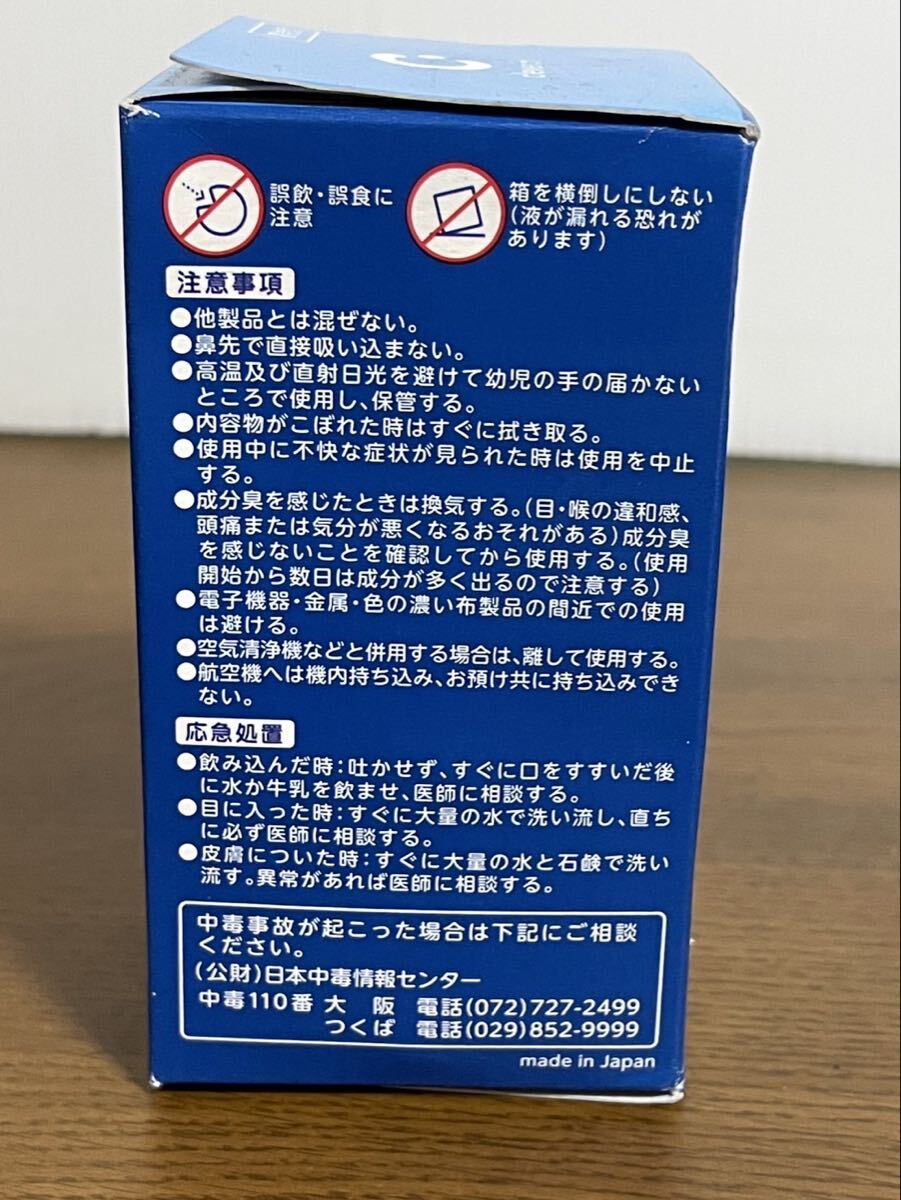 誤飲・誤食に
注意
箱を横倒しにしない
(液が漏れる恐れが
あります)
注意事項
●他製品とは混ぜない。
●鼻先で直接吸い込まない。
●高温及び直射日光を避けて幼児の手の届かない
ところで使用し、保管する。
●内容物がこぼれた時はすぐに拭き取る。
●使用中に不快な症状が見られた時は使用を中止
する。
●成分臭を感じたときは換気する。(目・喉の違和感、
頭痛または気分が悪くなるおそれがある)成分臭
を感じないことを確認してから使用する。(使用
開始から数日は成分が多く出るので注意する)
●電子機器・金属・色の濃い布製品の間近での使用
は避ける。
●空気清浄機などと併用する場合は、離して使用する。
●航空機へは機内持ち込み、お預け共に持ち込みでき
ない。
応急処置
●飲み込んだ時:吐かせず、すぐに口をすすいだ後
に水か牛乳を飲ませ、医師に相談する。
●目に入った時:すぐに大量の水で洗い流し、直ち
に必ず医師に相談する。
●皮膚についた時:すぐに大量の水と石鹸で洗い
流す。異常があれば医師に相談する。
中毒事故が起こった場合は下記にご相談
ください。
(公財)日本中毒情報センター
中毒110番 大 阪 電話(072)727-2499
つくば 電話(029)852-9999
made in Japan